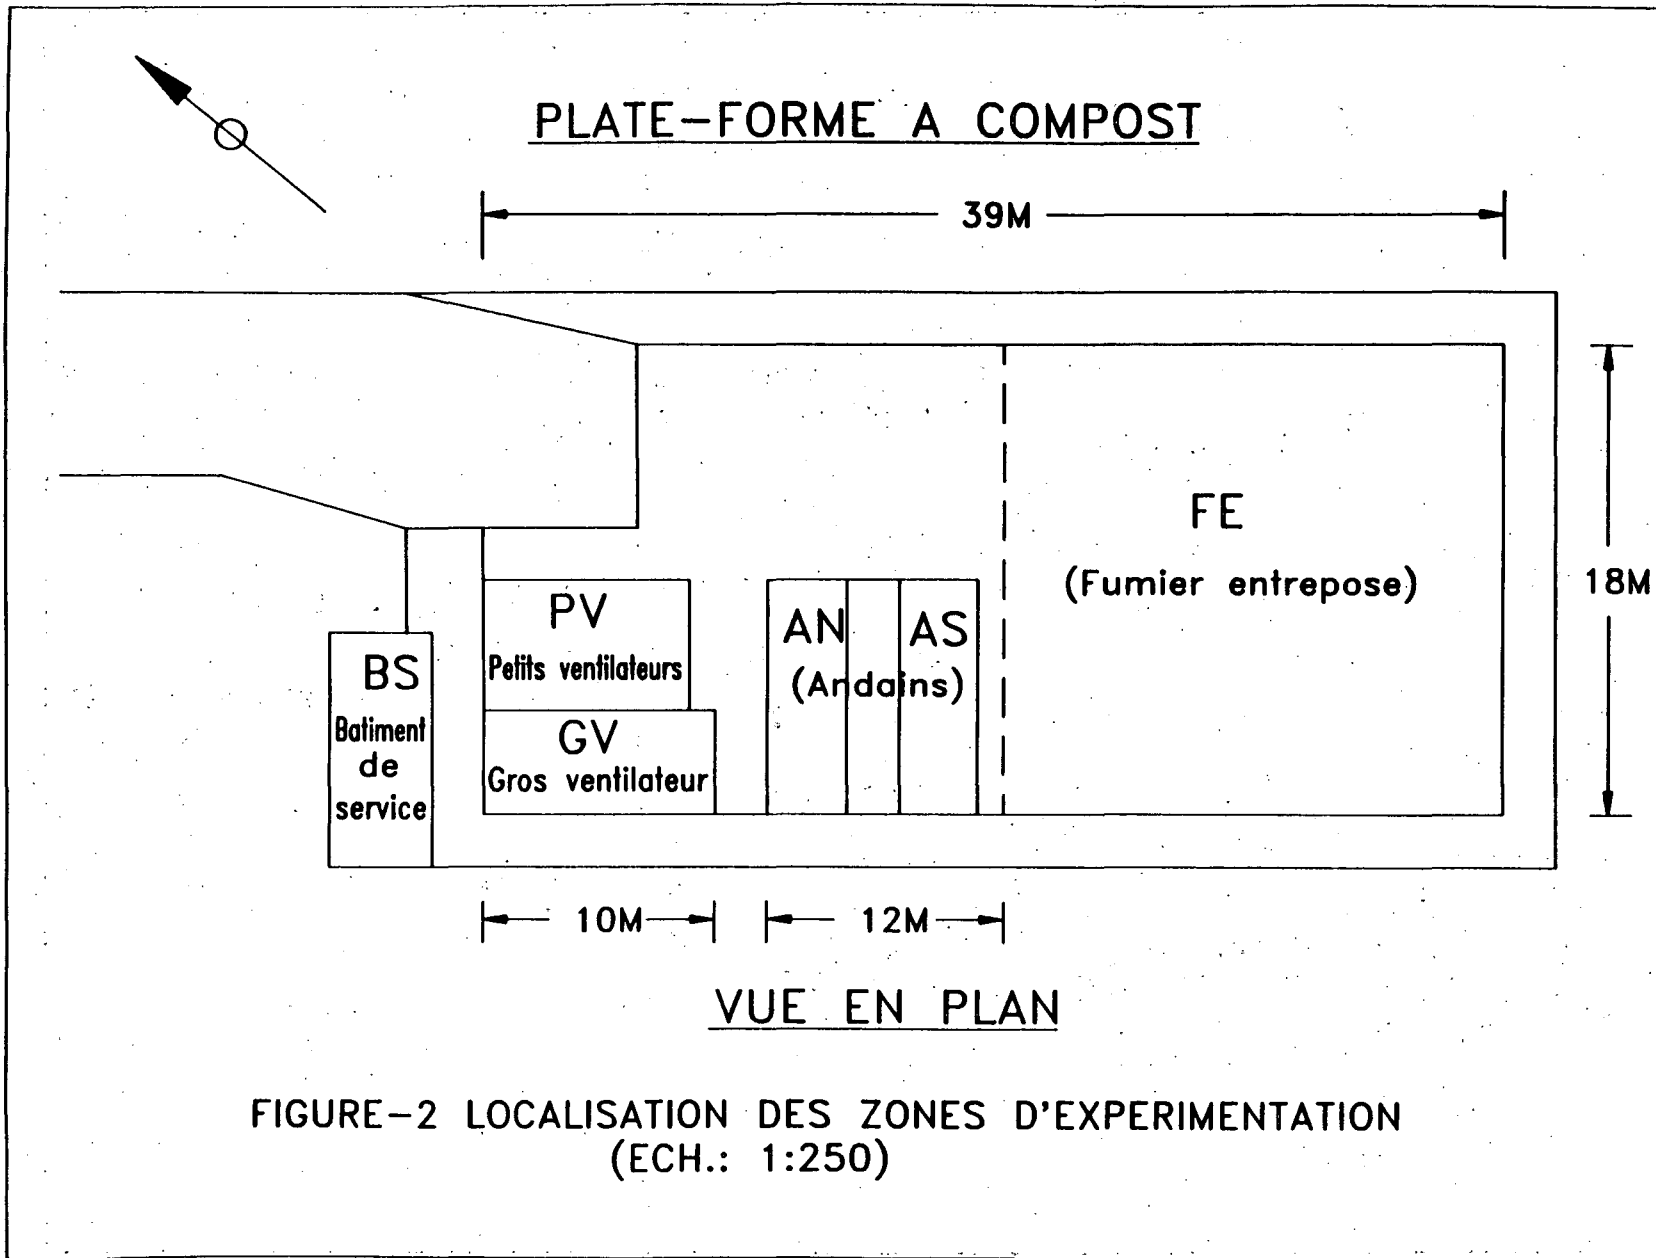 PLATE-FORME A COMPOST
39M
18M
FE
(Fumier entrepose)
PV
Petits ventilateurs
GV
Gros ventilateur
AN
AS
(Andains)
BS
Batiment
de
service
10M
12M
VUE EN PLAN
FIGURE-2 LOCALISATION DES ZONES D'EXPERIMENTATION
(ECH.: 1:250)